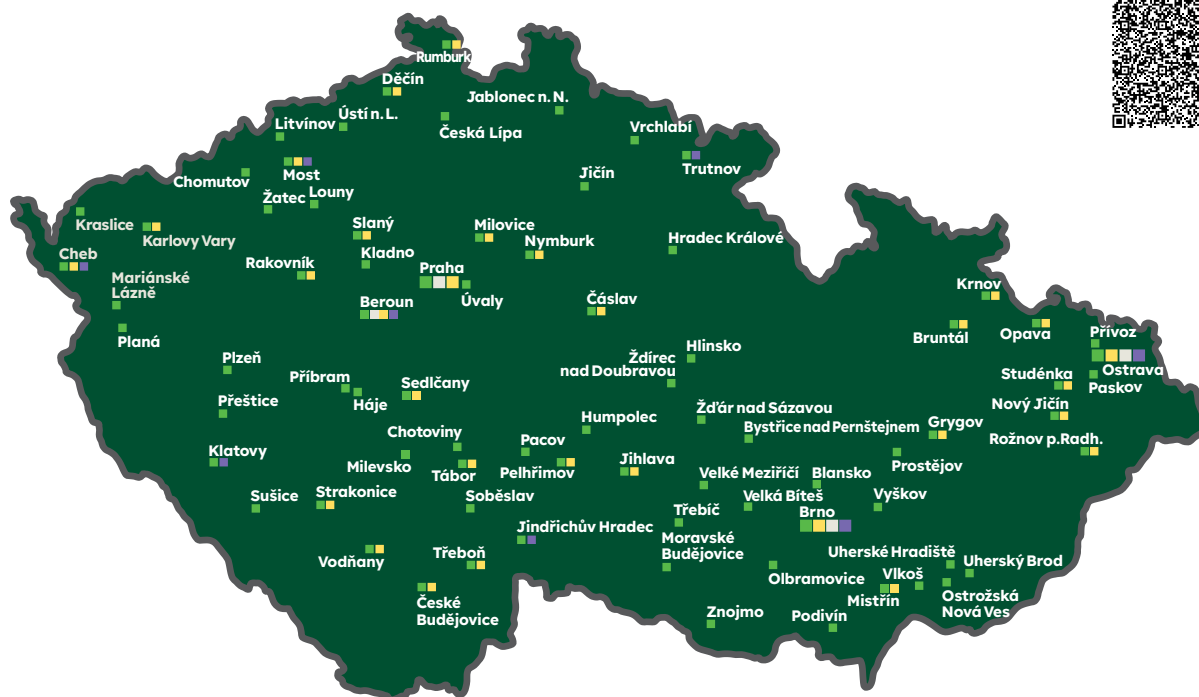 Rumburk
Děčín
Jablonec n. N.
Ústí n. L.
Litvínov
Česká Lípa
Vrchlabí
Most
Trutnov
Chomutov
Jičín
Žatec
Louny
Kraslice
Karlovy Vary
Slaný
Milovice
Nymburk
Hradec Králové
Cheb
Kladno
Rakovník
Praha
Mariánské
Lázně
Úvaly
Krnov
Beroun
Čáslav
Planá
Bruntál
Opava
Přívoz
Hlinsko
Plzeň
Ždírec
nad Doubravou
Ostrava
Studénka
Paskov
Příbram
Háje
Sedlčany
Přeštice
Nový Jičín
Humpolec
Žďár nad Sázavou
Bystřice nad Pernštejnem
Grygov
Rožnov p.Radh.
Chotoviny
Klatovy
Milevsko
Pacov
Tábor
Pelhřimov
Jihlava
Velké Meziříčí
Blansko
Prostějov
Sušice
Strakonice
Soběslav
Velká Bíteš
Vyškov
Třebíč
Brno
Jindřichův Hradec
Moravské
Budějovice
Vodňany
Třeboň
Uherské Hradiště
Uherský Brod
Olbramovice
Vlkoš
Mistřín
Ostrožská
Nová Ves
České
Budějovice
Znojmo
Podivín